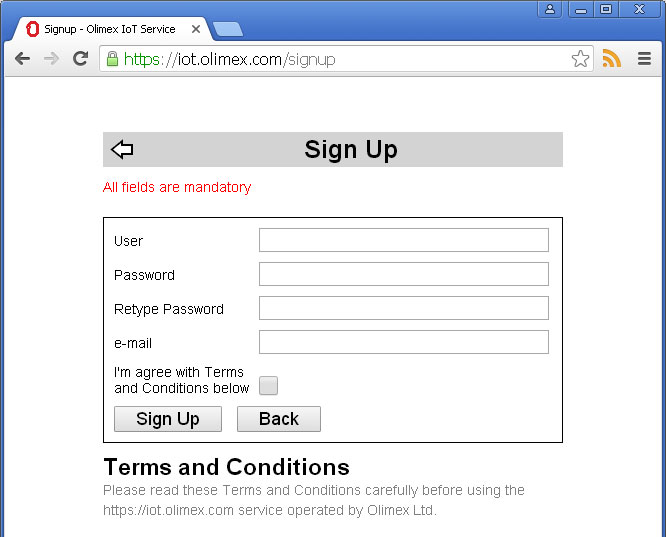 Signup - Olimex IoT Service
https://iot.olimex.com/signup
Sign Up
All fields are mandatory
User
Password
Retype Password
e-mail
I'm agree with Terms
and Conditions below
Sign Up
Back
Terms and Conditions
Please read these Terms and Conditions carefully before using the
https://iot.olimex.com service operated by Olimex Ltd.